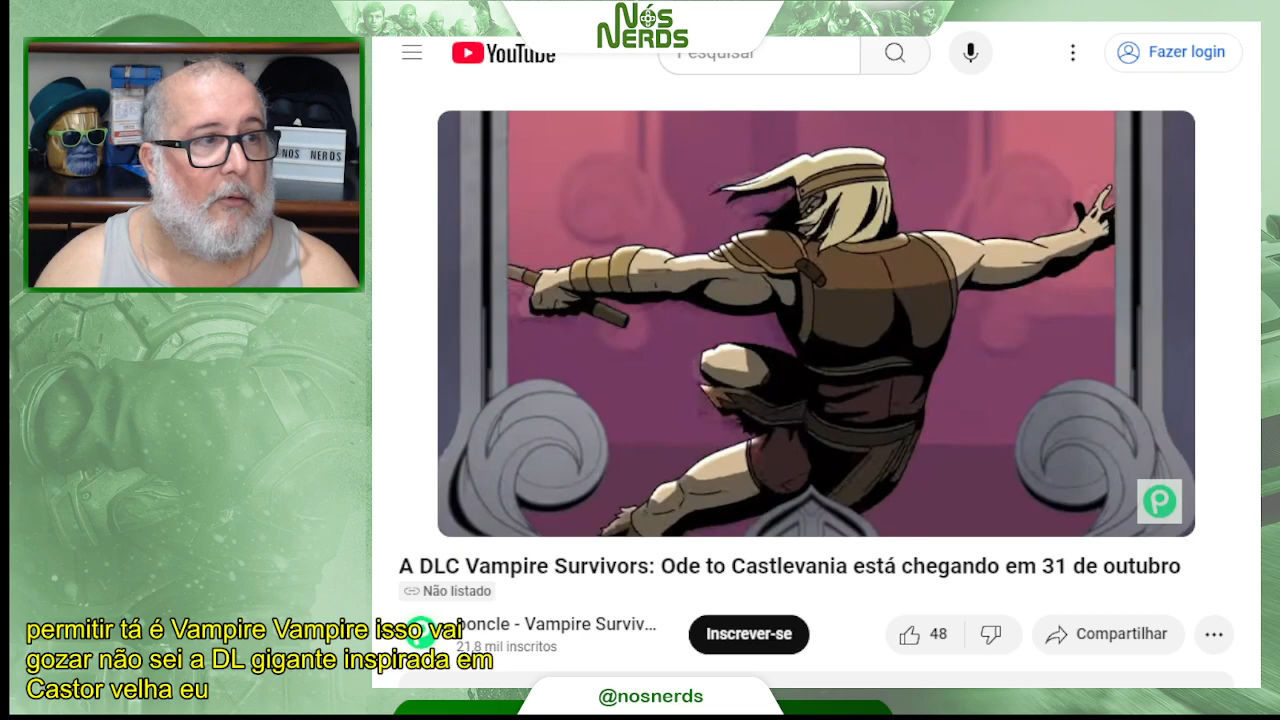 NÓS
NERDS
YouTube
Pesquisar
Fazer login
NOS NERDS
A DLC Vampire Survivors: Ode to Castlevania está chegando em 31 de outubro
Não listado
poncle - Vampire Surviv...
21,8 mil inscritos
Inscrever-se
48
Compartilhar
permitir tá é Vampire Vampire isso vai
gozar não sei a DL gigante inspirada em
Castor velha eu
@nosnerds